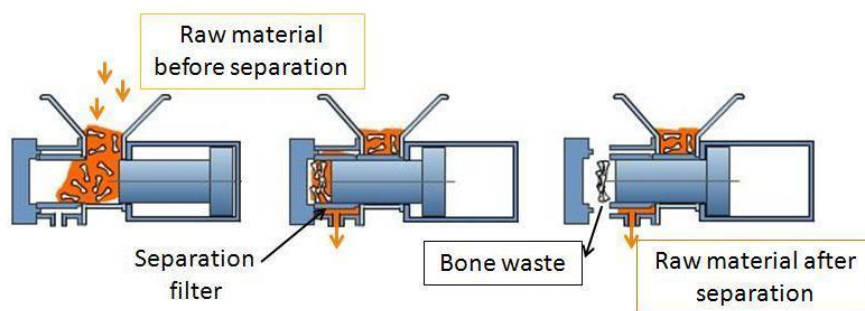 Raw material
before separation
Separation
filter
Bone waste
Raw material after
separation